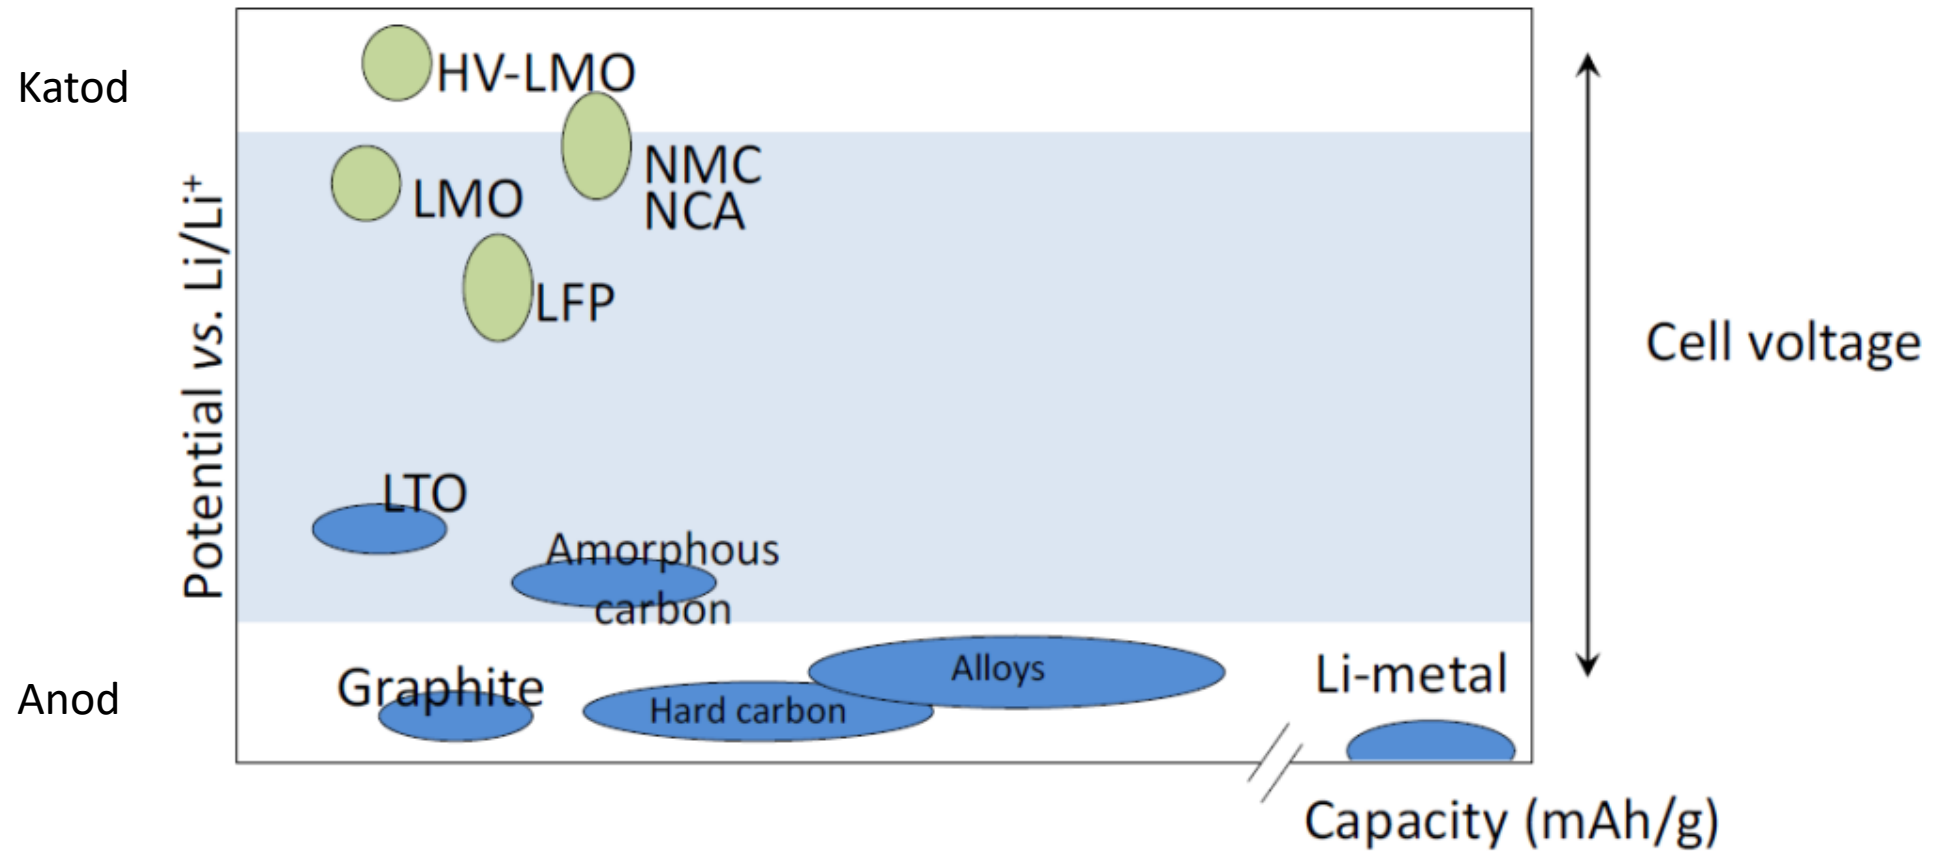 Katod
HV-LMO
NMC
NCA
LMO
LFP
Potential vs. Li/Li⁺
Cell voltage
LTO
Amorphous
carbon
Anod
Graphite
Hard carbon
Alloys
Li-metal
Capacity (mAh/g)